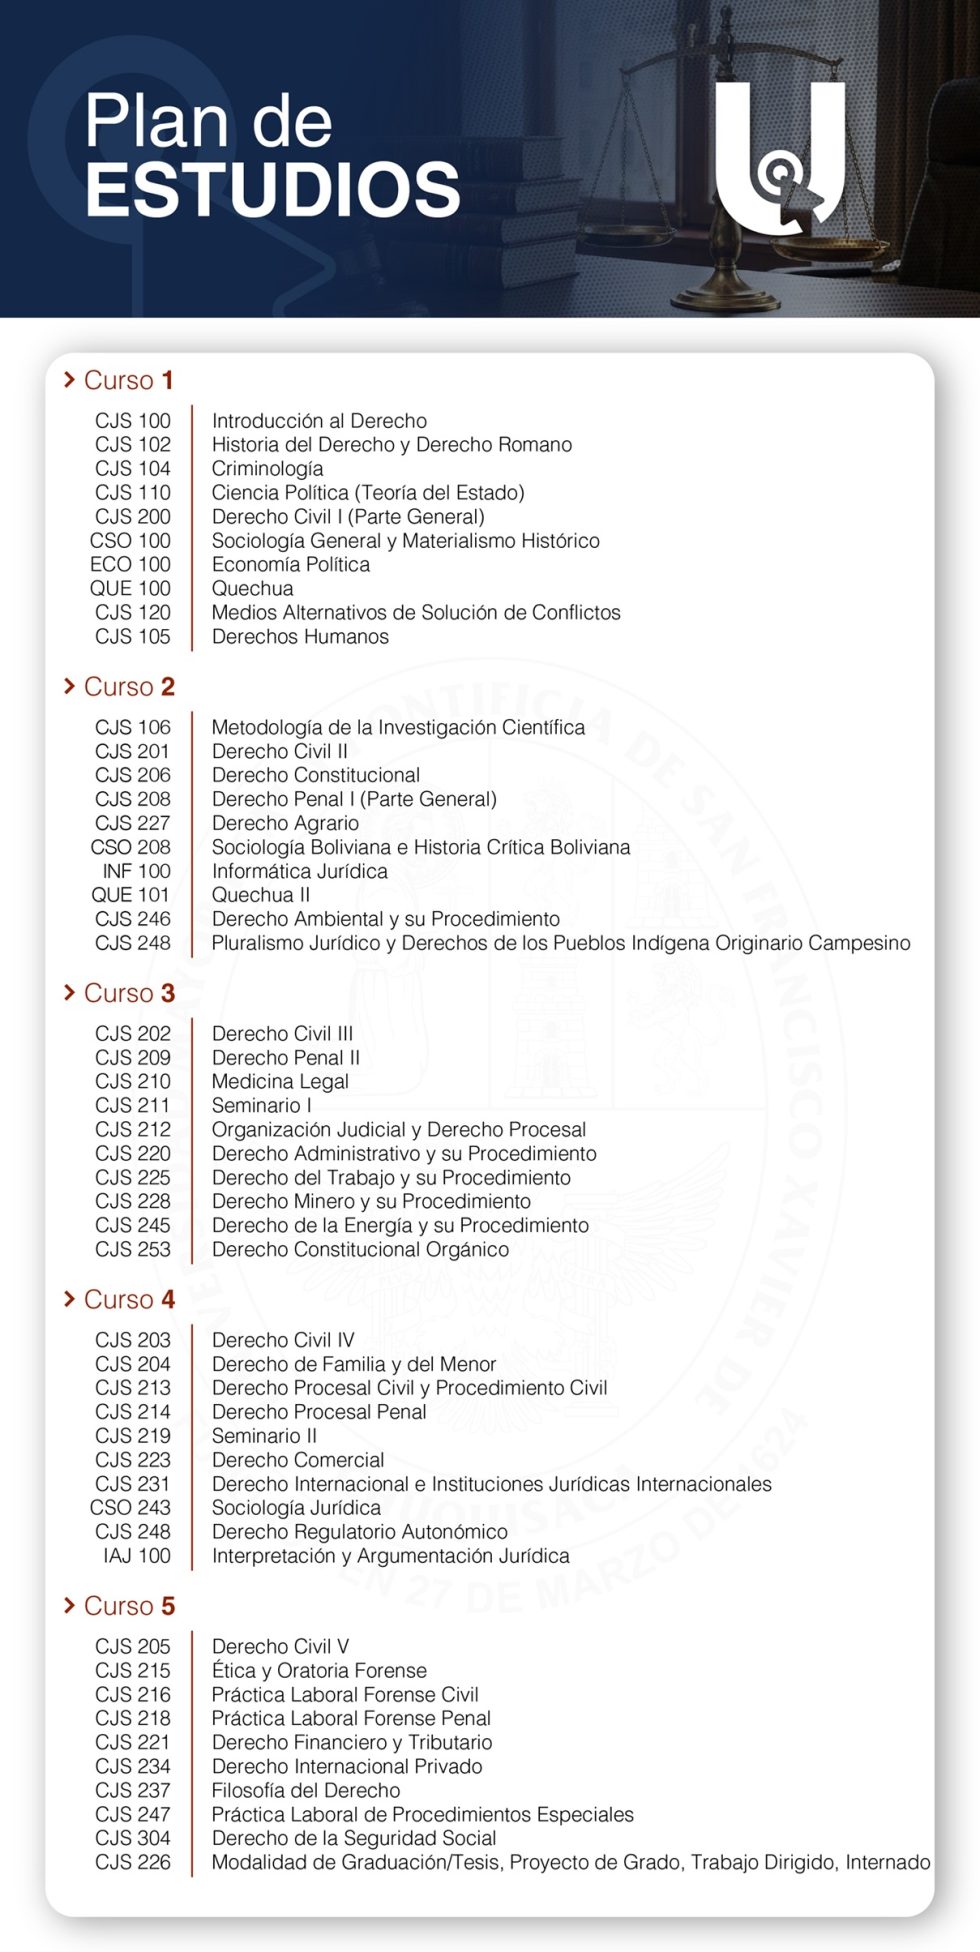 Plan de
ESTUDIOS
Curso 1
CJS 100 Introducción al Derecho
CJS 102 Historia del Derecho y Derecho Romano
CJS 104 Criminología
CJS 110 Ciencia Política (Teoría del Estado)
CJS 200 Derecho Civil I (Parte General)
CSO 100 Sociología General y Materialismo Histórico
ECO 100 Economía Política
QUE 100 Quechua
CJS 120 Medios Alternativos de Solución de Conflictos
CJS 105 Derechos Humanos
Curso 2
CJS 106 Metodología de la Investigación Científica
CJS 201 Derecho Civil II
CJS 206 Derecho Constitucional
CJS 208 Derecho Penal I (Parte General)
CJS 227 Derecho Agrario
CSO 208 Sociología Boliviana e Historia Crítica Boliviana
INF 100 Informática Jurídica
QUE 101 Quechua II
CJS 246 Derecho Ambiental y su Procedimiento
CJS 248 Pluralismo Jurídico y Derechos de los Pueblos Indígena Originario Campesino
Curso 3
CJS 202 Derecho Civil III
CJS 209 Derecho Penal II
CJS 210 Medicina Legal
CJS 211 Seminario I
CJS 212 Organización Judicial y Derecho Procesal
CJS 220 Derecho Administrativo y su Procedimiento
CJS 225 Derecho del Trabajo y su Procedimiento
CJS 228 Derecho Minero y su Procedimiento
CJS 245 Derecho de la Energía y su Procedimiento
CJS 253 Derecho Constitucional Orgánico
Curso 4
CJS 203 Derecho Civil IV
CJS 204 Derecho de Familia y del Menor
CJS 213 Derecho Procesal Civil y Procedimiento Civil
CJS 214 Derecho Procesal Penal
CJS 219 Seminario II
CJS 223 Derecho Comercial
CJS 231 Derecho Internacional e Instituciones Jurídicas Internacionales
CSO 243 Sociología Jurídica
CJS 248 Derecho Regulatorio Autonómico
IAJ 100 Interpretación y Argumentación Jurídica
Curso 5
CJS 205 Derecho Civil V
CJS 215 Ética y Oratoria Forense
CJS 216 Práctica Laboral Forense Civil
CJS 218 Práctica Laboral Forense Penal
CJS 221 Derecho Financiero y Tributario
CJS 234 Derecho Internacional Privado
CJS 237 Filosofía del Derecho
CJS 247 Práctica Laboral de Procedimientos Especiales
CJS 304 Derecho de la Seguridad Social
CJS 226 Modalidad de Graduación/Tesis, Proyecto de Grado, Trabajo Dirigido, Internado